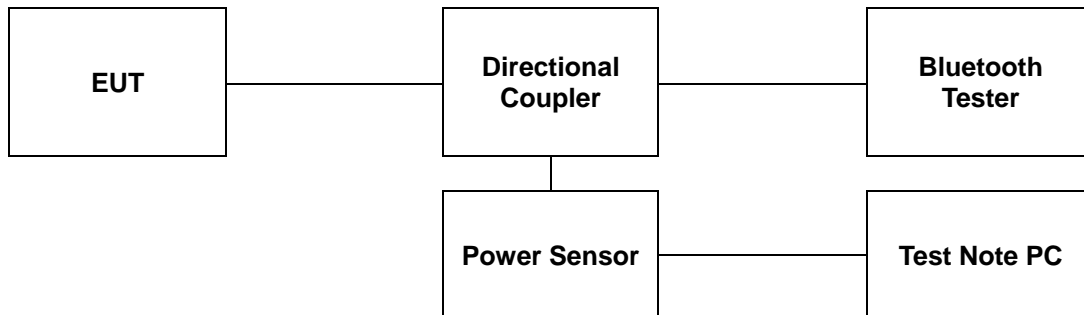 EUT
Directional
Coupler
Bluetooth
Tester
Power Sensor
Test Note PC